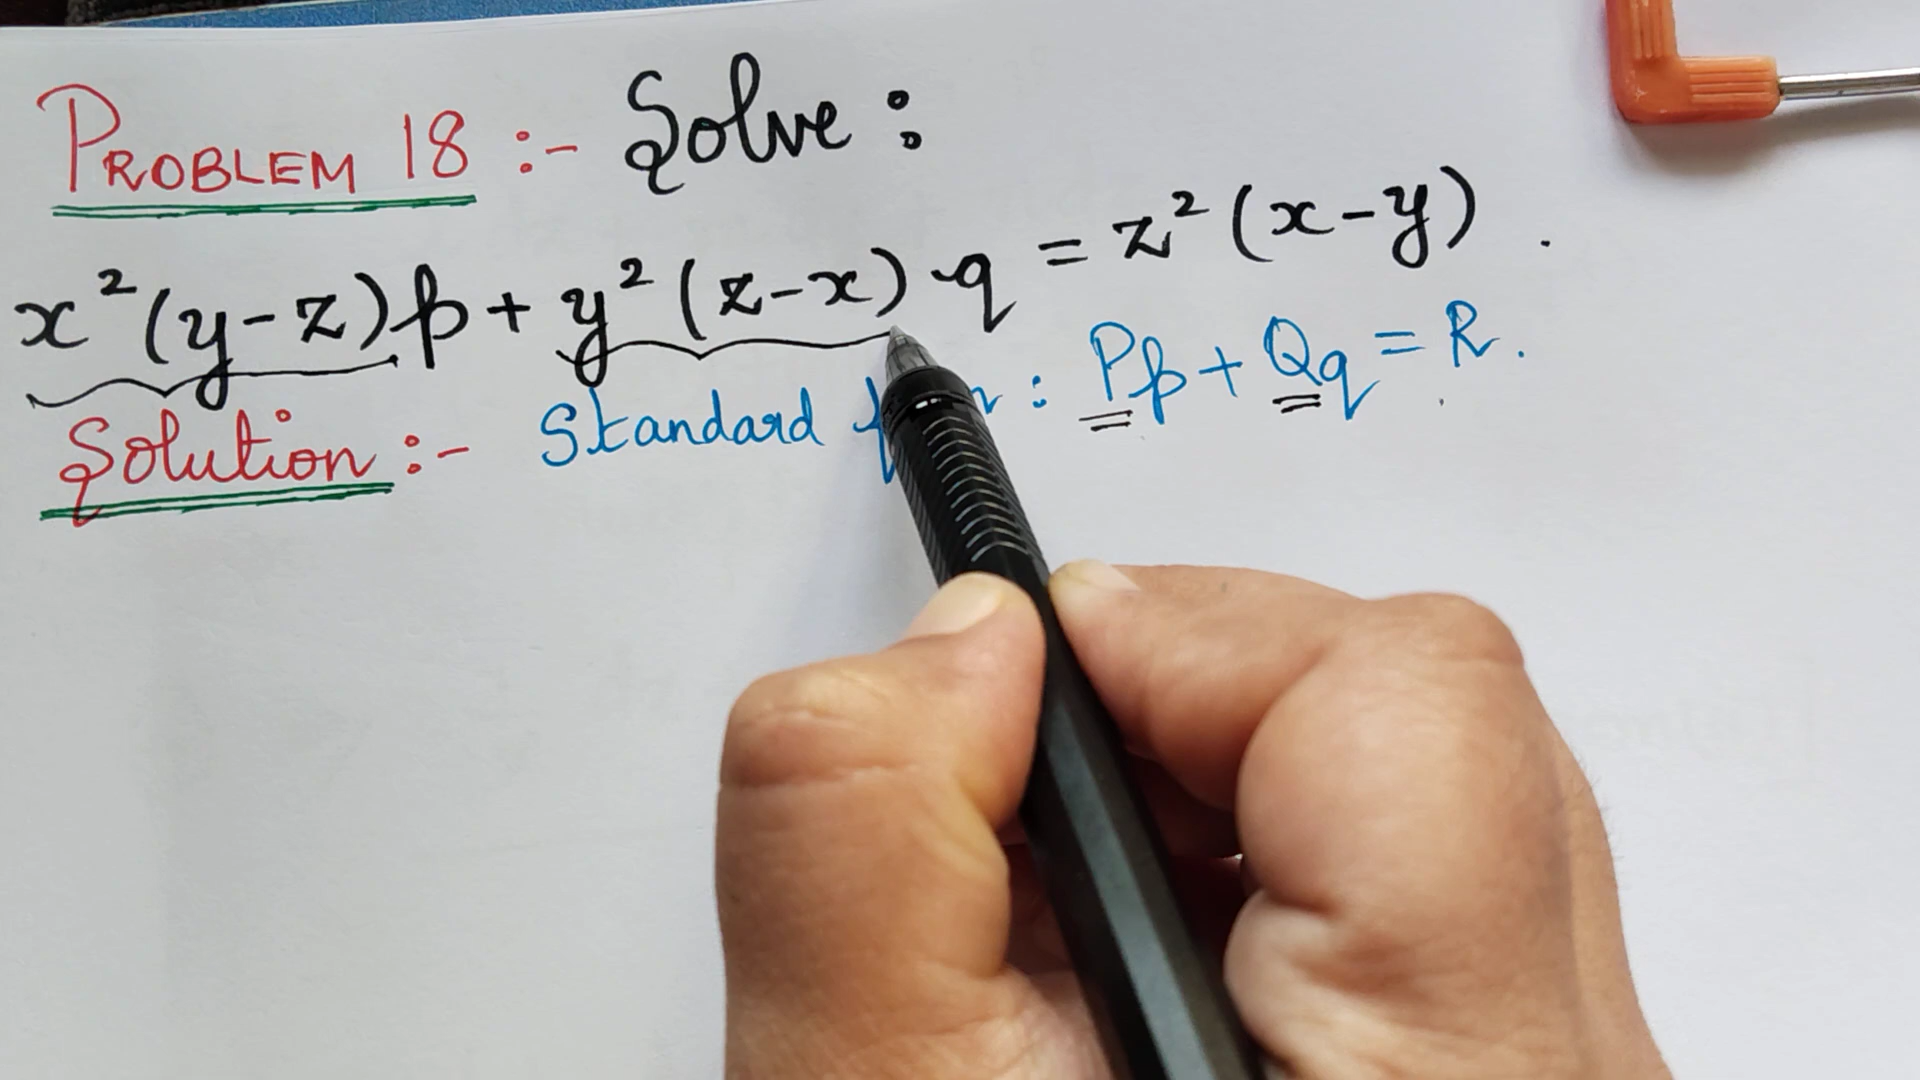 PROBLEM 18 :- Solve :
x²(y-z)p + y²(z-x)·q = z²(x-y).
Solution :- Standard : Pp + Qq = R.